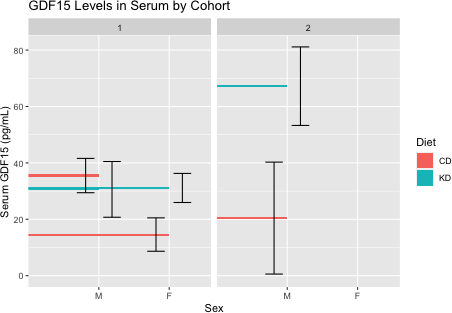 GDF15 Levels in Serum by Cohort
1
2
Serum GDF15 (pg/mL)
80
60
40
20
0
M
F
M
F
Sex
Diet
CD
KD